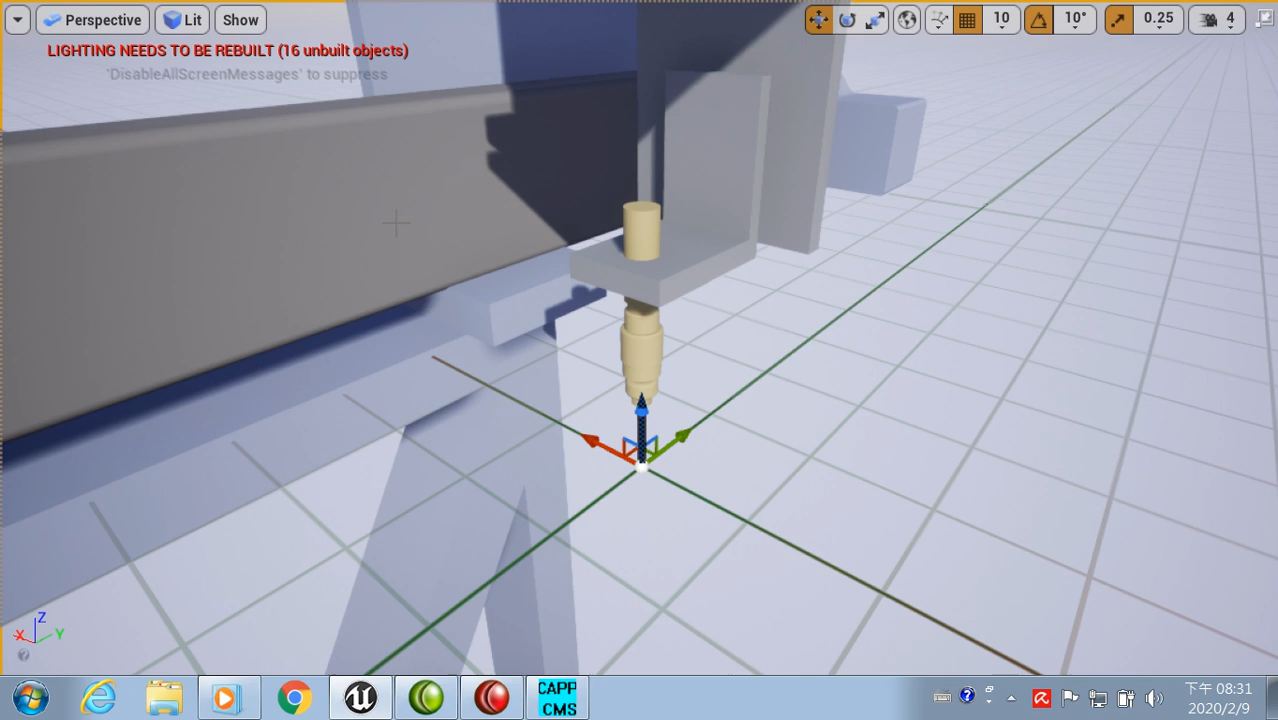 Perspective Lit Show 10 10° 0.25 4
LIGHTING NEEDS TO BE REBUILT (16 unbuilt objects)
'DisableAllScreenMessages' to suppress
Z
X Y
?
CAPP
CMS
?
下午 08:31
2020/2/9